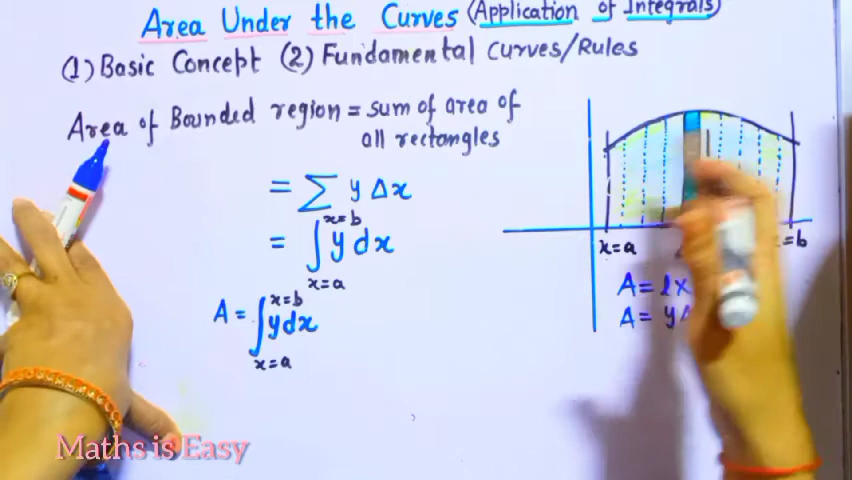 Area Under the Curves (Application of Integrals)
(1) Basic Concept (2) Fundamental Curves/Rules
Area of Bounded region = sum of area of
all rectangles
= ∑ y Δx
x=b
= ∫ y dx
x=a
x=b
A = ∫ y dx
x=a
x=a
=b
A = l×
A = y
Maths is Easy